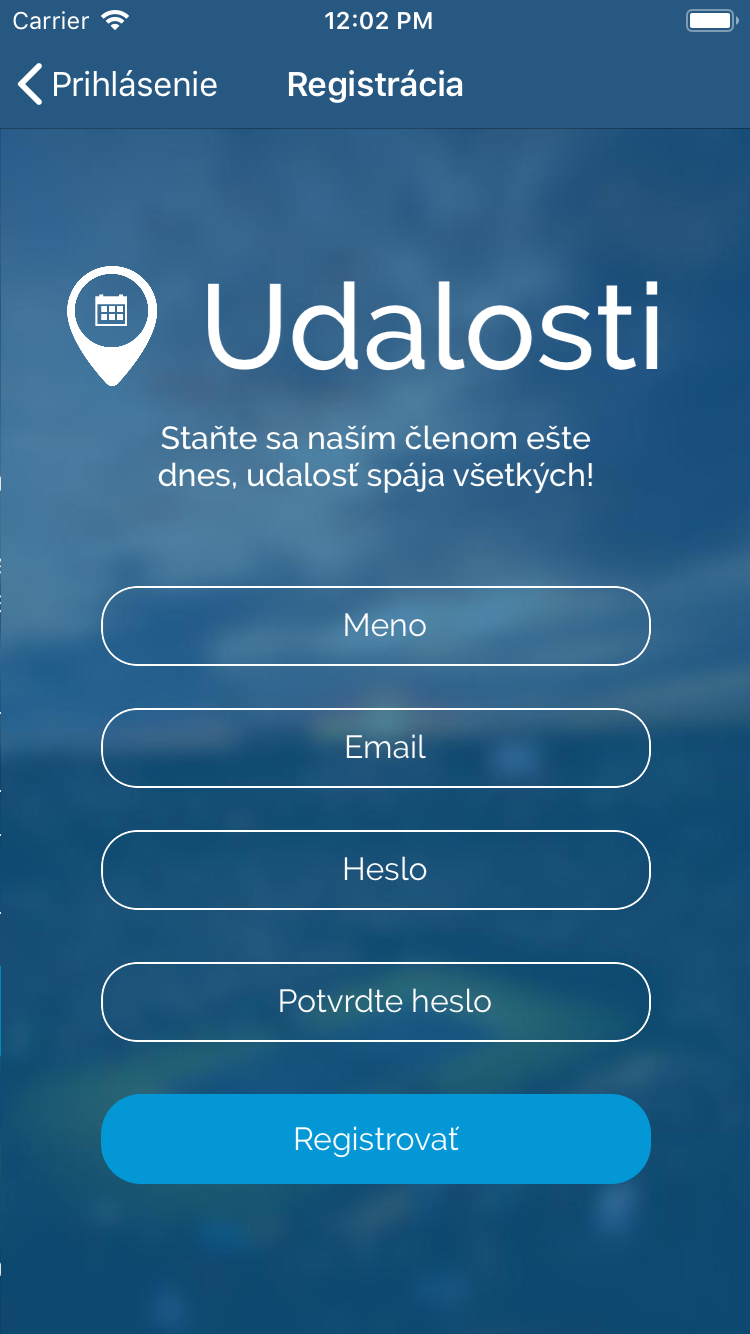 Carrier 12:02 PM
Prihlásenie Registrácia
Udalosti
Staňte sa naším členom ešte
dnes, udalosť spája všetkých!
Meno
Email
Heslo
Potvrdte heslo
Registrovať